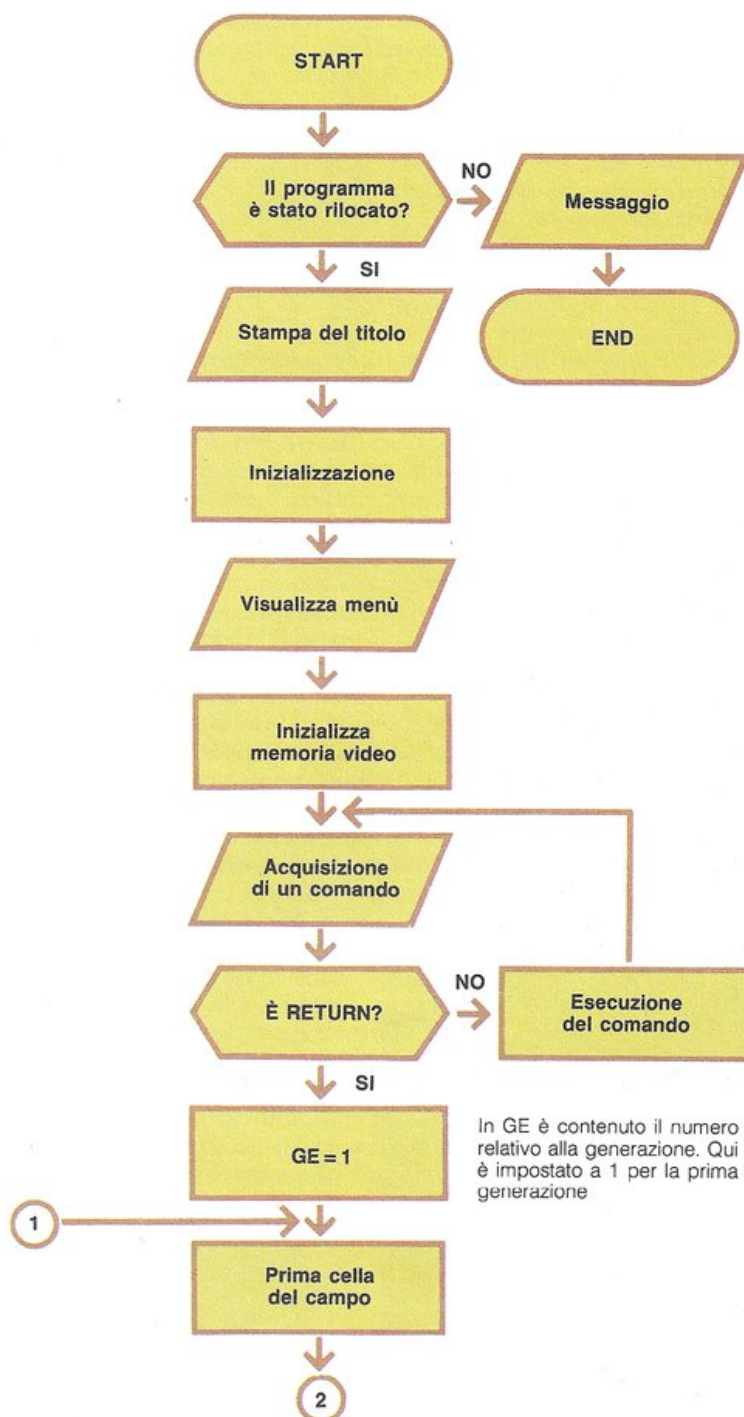 START
Il programma
è stato rilocato?
NO
Messaggio
SI
END
Stampa del titolo
Inizializzazione
Visualizza menù
Inizializza
memoria video
Acquisizione
di un comando
È RETURN?
NO
Esecuzione
del comando
SI
GE = 1
In GE è contenuto il numero
relativo alla generazione. Qui
è impostato a 1 per la prima
generazione
1
Prima cella
del campo
2